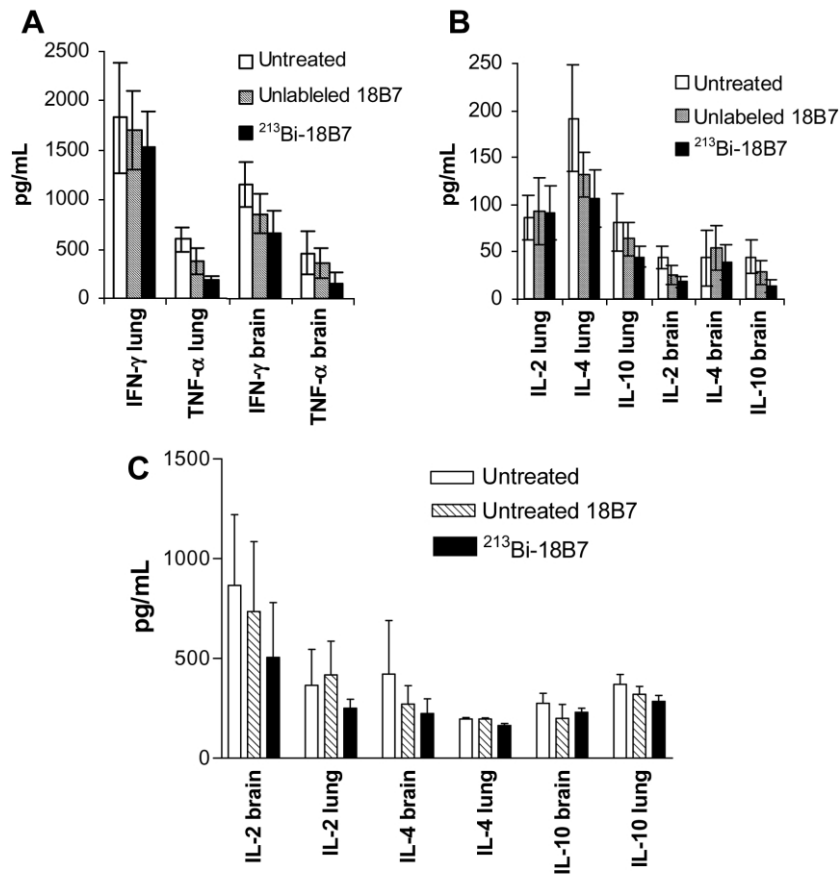 A
pg/mL
2500
2000
1500
1000
500
0
Untreated
Unlableled 18B7
²¹³Bi-18B7
IFN-γ lung
TNF-α lung
IFN-γ brain
TNF-α brain
B
pg/mL
250
200
150
100
50
0
Untreated
Unlabeled 18B7
²¹³Bi-18B7
IL-2 lung
IL-4 lung
IL-10 lung
IL-2 brain
IL-4 brain
IL-10 brain
C
pg/mL
1500
1000
500
0
Untreated
Untreated 18B7
²¹³Bi-18B7
IL-2 brain
IL-2 lung
IL-4 brain
IL-4 lung
IL-10 brain
IL-10 lung